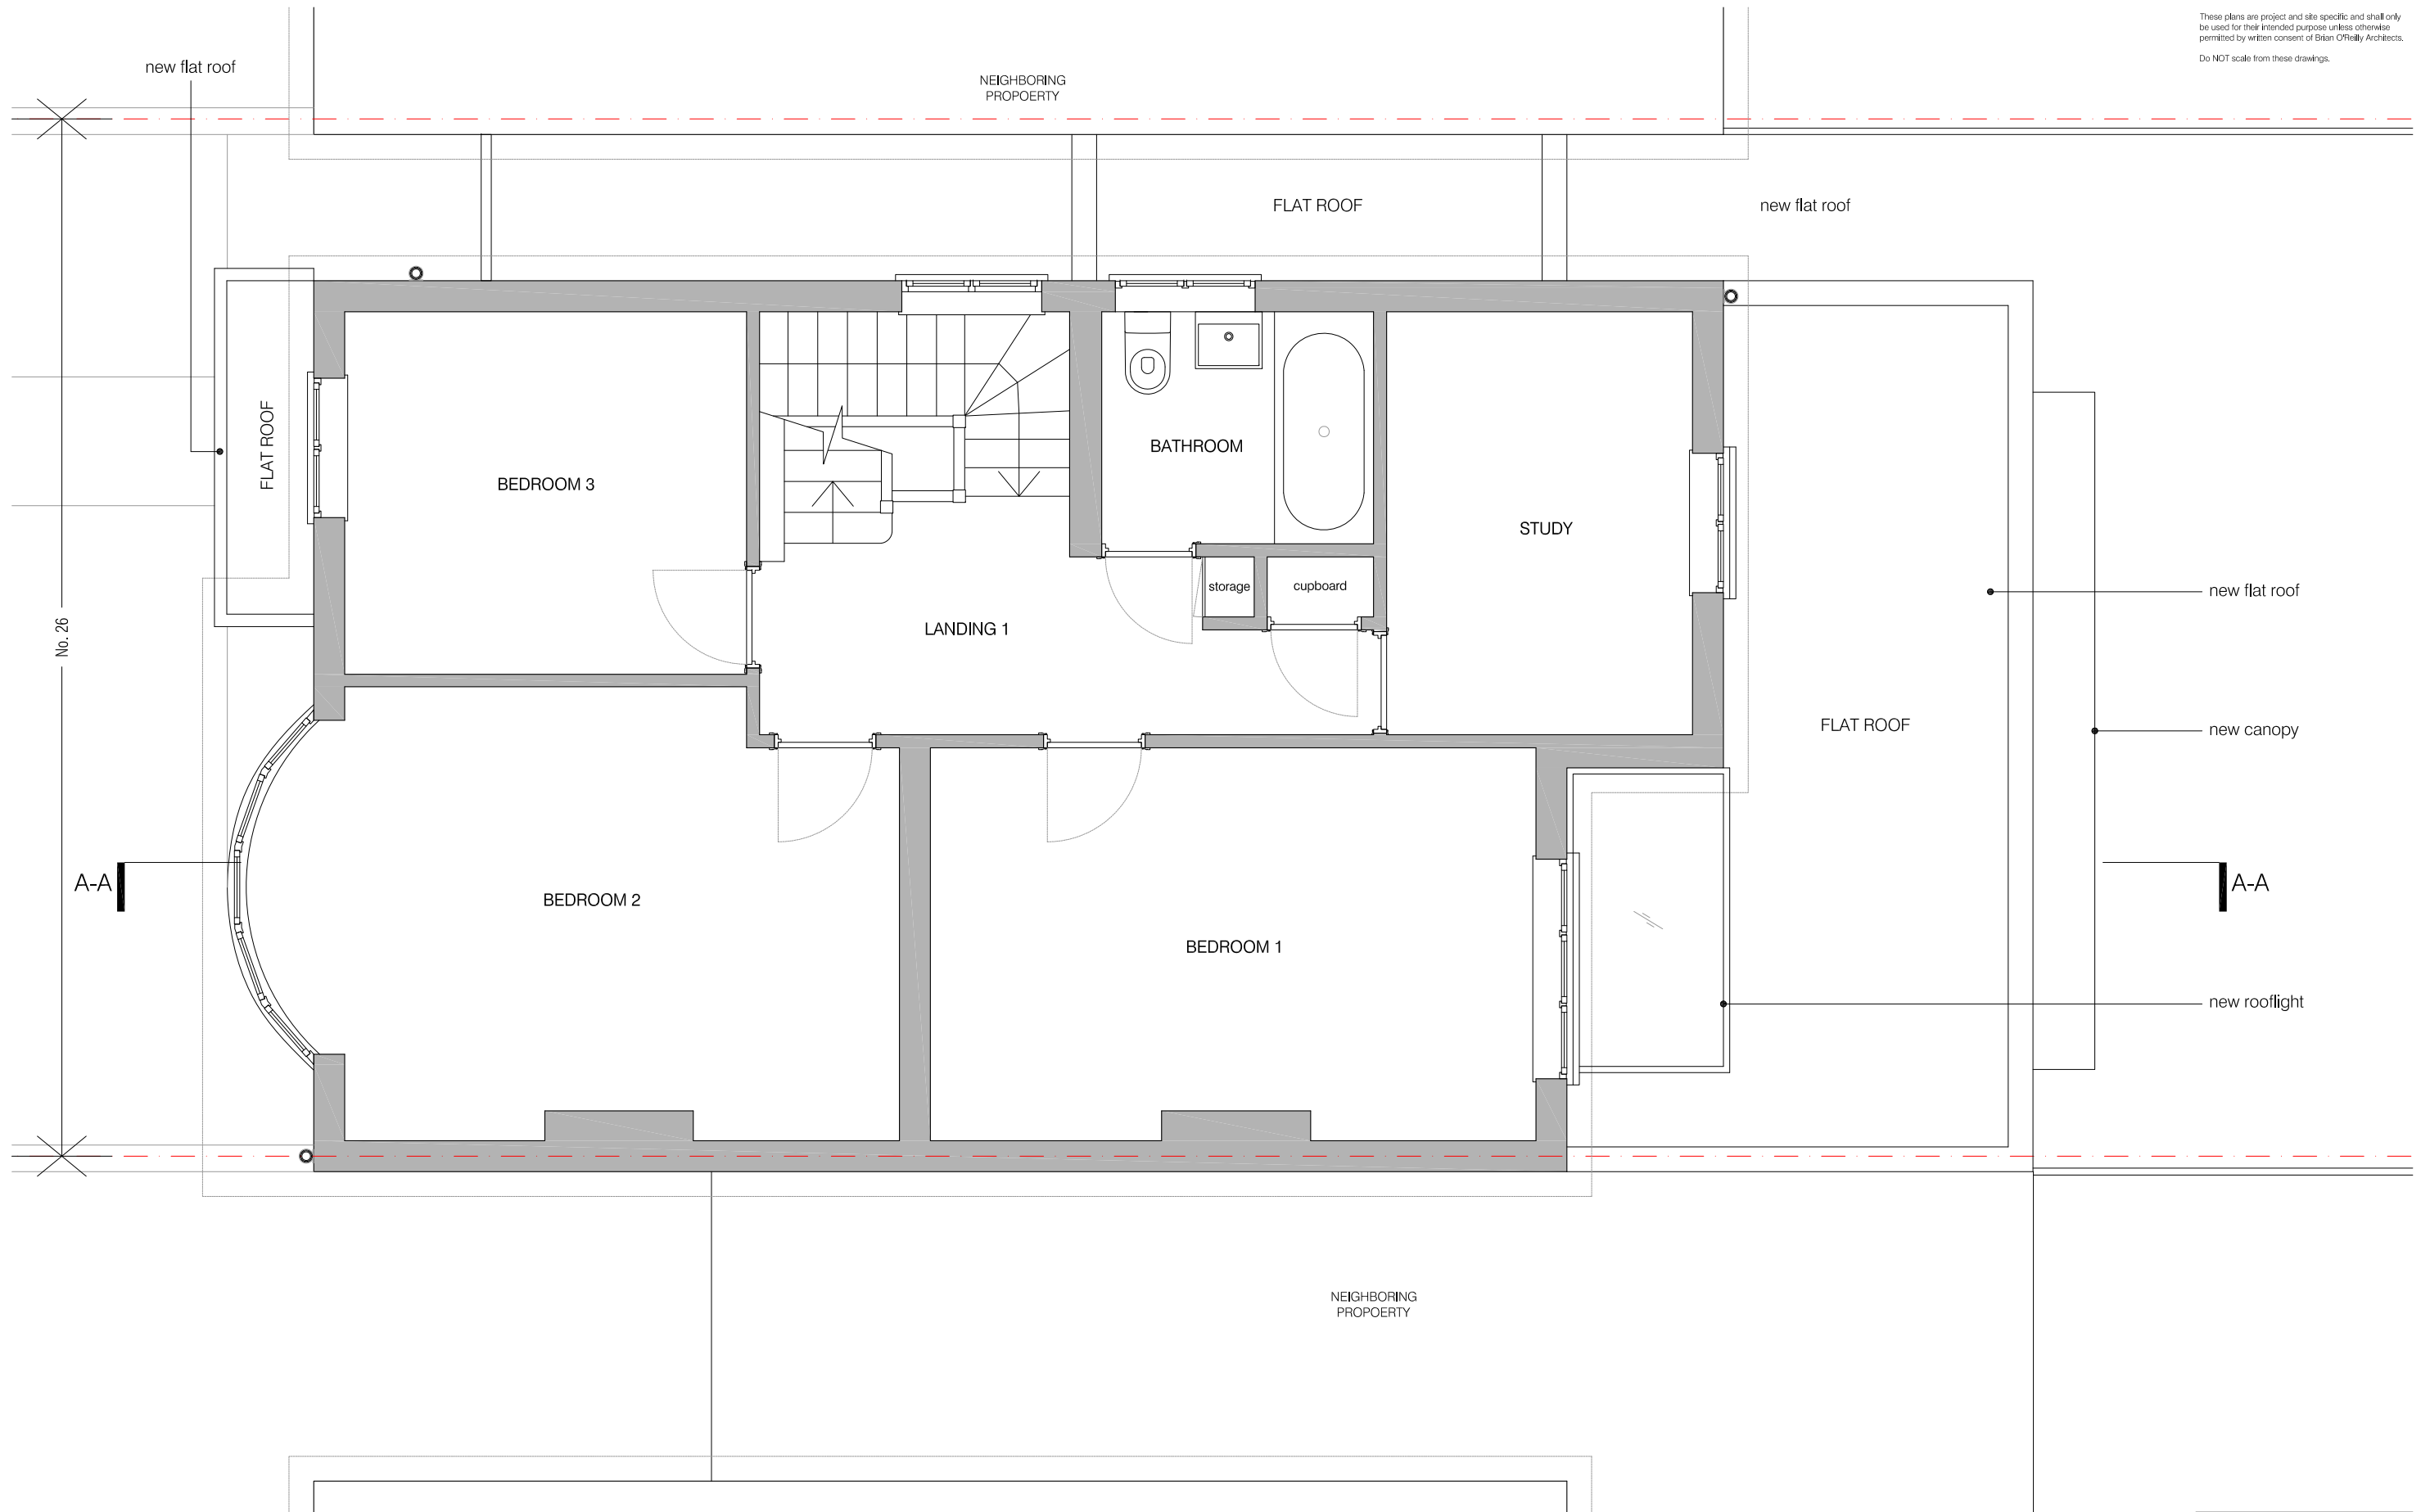 These plans are project and site specific and shall only
be used for their intended purpose unless otherwise
permitted by written consent of Brian O'Reilly Architects.
Do NOT scale from these drawings.
new flat roof
NEIGHBORING
PROPOERTY
FLAT ROOF
new flat roof
FLAT ROOF
BEDROOM 3
BATHROOM
STUDY
storage
cupboard
new flat roof
No. 26
LANDING 1
FLAT ROOF
new canopy
A-A
A-A
BEDROOM 2
BEDROOM 1
new rooflight
NEIGHBORING
PROPOERTY